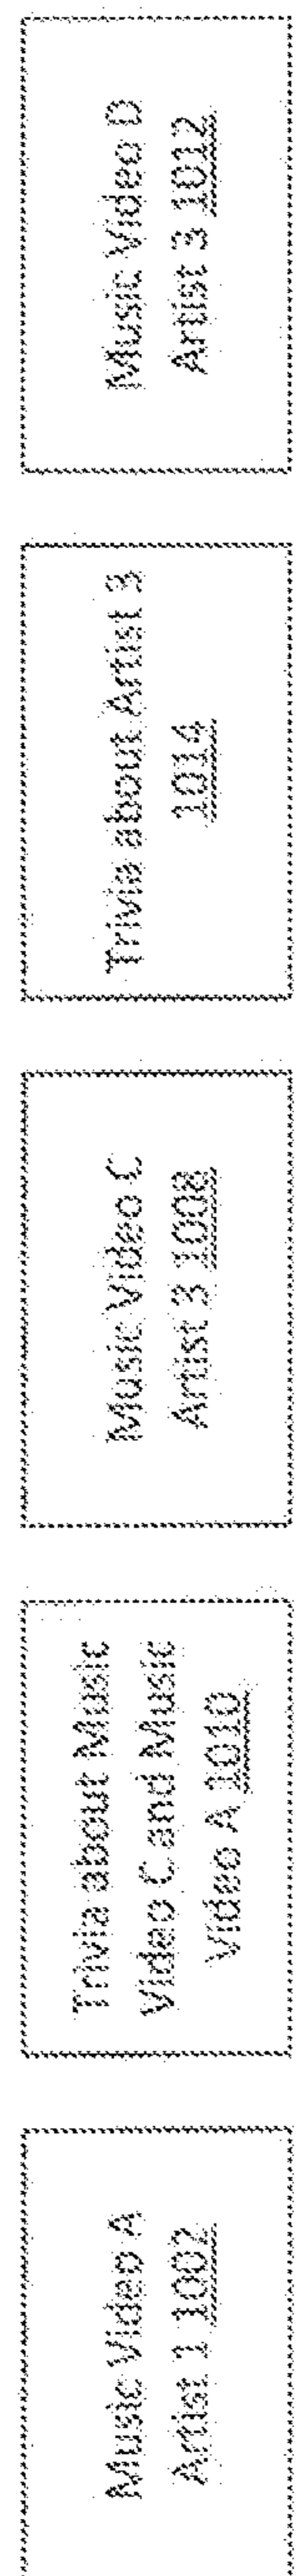 Music Video A
Artist 1 1002
Trivia about Music
Video C and Music
Video A 1010
Music Video C
Artist 3 1008
Trivia about Artist 3
1014
Music Video D
Artist 3 1012